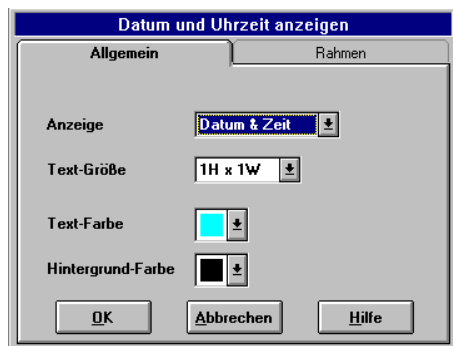 Datum und Uhrzeit anzeigen
Allgemein Rahmen
Anzeige Datum & Zeit
Text-Größe 1H x 1W
Text-Farbe
Hintergrund-Farbe
OK Abbrechen Hilfe